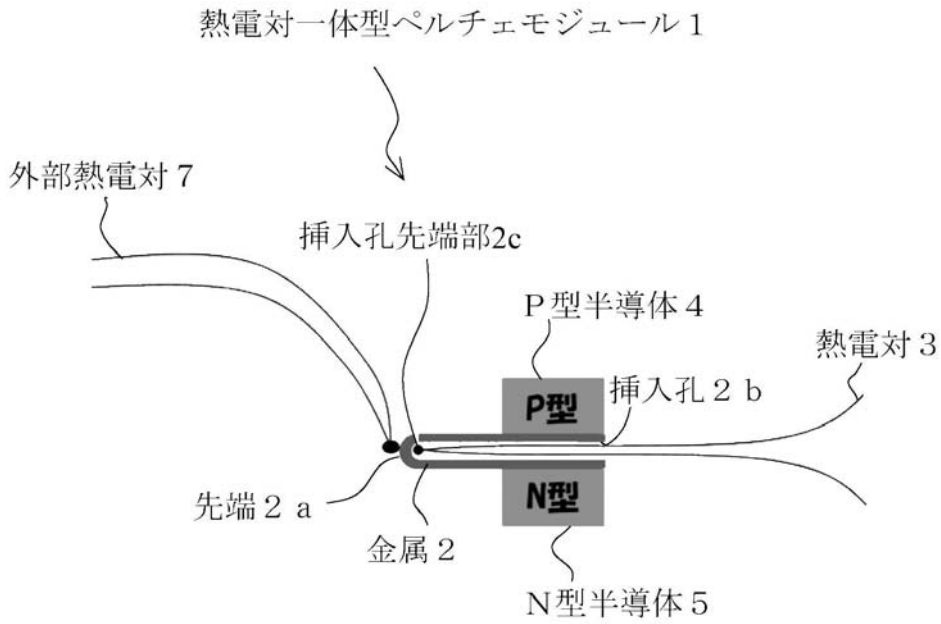 熱電対一体型ペルチェモジュール１
外部熱電対７
挿入孔先端部2c
Ｐ型半導体４
熱電対３
挿入孔２ｂ
P型
N型
先端２ａ
金属２
Ｎ型半導体５